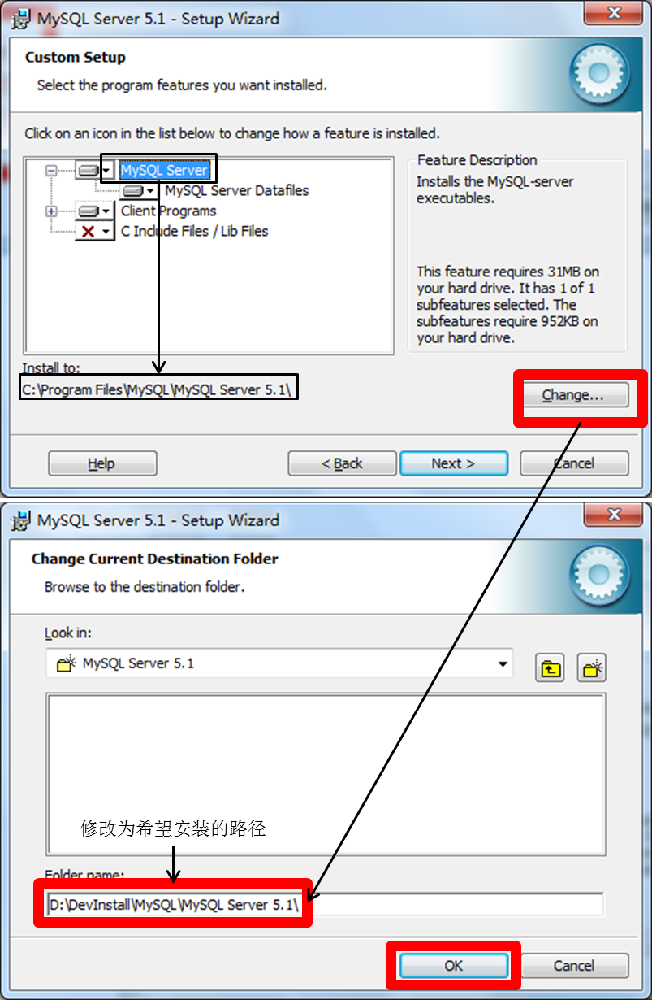 MySQL Server 5.1 - Setup Wizard
Custom Setup
Select the program features you want installed.
Click on an icon in the list below to change how a feature is installed.
MySQL Server
MySQL Server Datafiles
Client Programs
C Include Files / Lib Files
Feature Description
Installs the MySQL-server
executables.
This feature requires 31MB on
your hard drive. It has 1 of 1
subfeatures selected. The
subfeatures require 952KB on
your hard drive.
Install to:
C:\Program Files\MySQL\MySQL Server 5.1\
Change...
Help
< Back
Next >
Cancel
MySQL Server 5.1 - Setup Wizard
Change Current Destination Folder
Browse to the destination folder.
Look in:
MySQL Server 5.1
修改为希望安装的路径
Folder name:
D:\DevInstall\MySQL\MySQL Server 5.1\
OK
Cancel